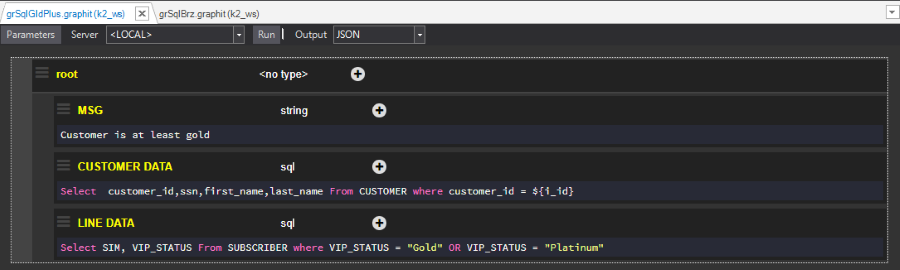 grSqlGldPlus.graphit (k2_ws) grSqlBrz.graphit (k2_ws)
Parameters Server <LOCAL> Run Output JSON
root <no type>
MSG string
Customer is at least gold
CUSTOMER DATA sql
Select  customer_id,ssn,first_name,last_name From CUSTOMER where customer_id = ${i_id}
LINE DATA sql
Select SIM, VIP_STATUS From SUBSCRIBER where VIP_STATUS = "Gold" OR VIP_STATUS = "Platinum"